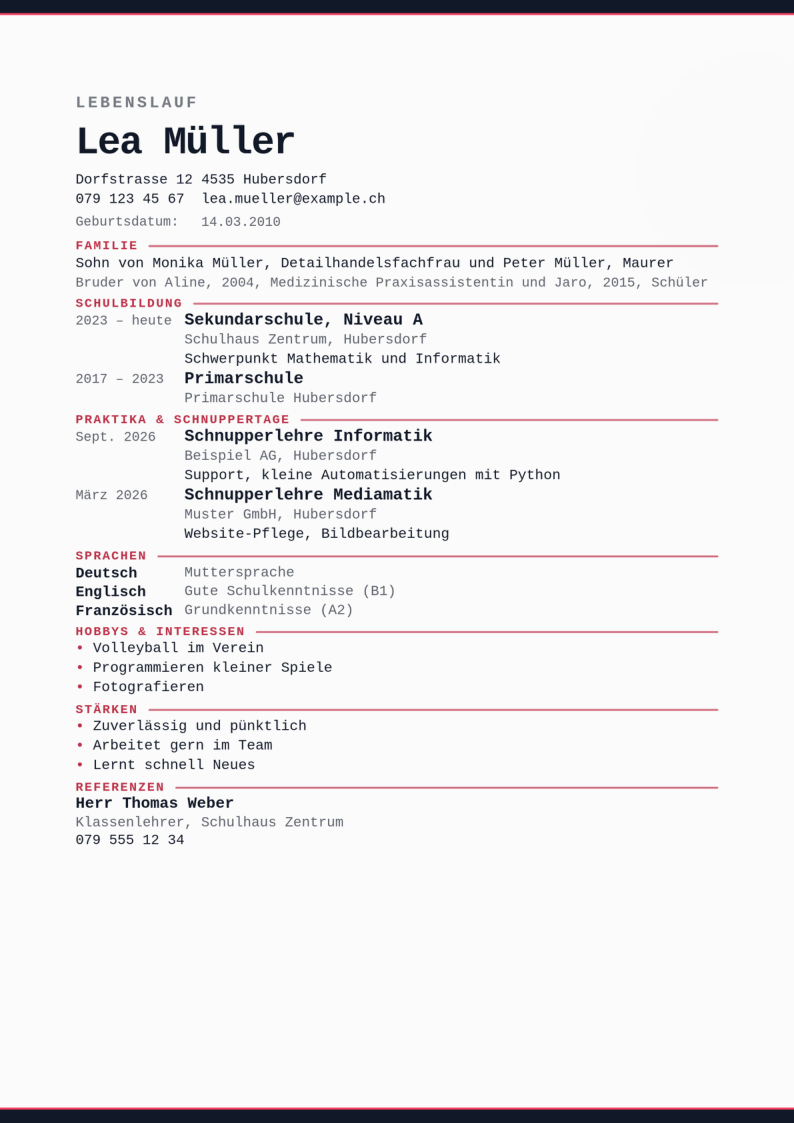 LEBENSLAUF
Lea Müller
Dorfstrasse 12 4535 Hubersdorf
079 123 45 67 lea.mueller@example.ch
Geburtsdatum: 14.03.2010
FAMILIE
Sohn von Monika Müller, Detailhandelsfachfrau und Peter Müller, Maurer
Bruder von Aline, 2004, Medizinische Praxisassistentin und Jaro, 2015, Schüler
SCHULBILDUNG
2023 – heute Sekundarschule, Niveau A
Schulhaus Zentrum, Hubersdorf
Schwerpunkt Mathematik und Informatik
2017 – 2023 Primarschule
Primarschule Hubersdorf
PRAKTIKA & SCHNUPPERTAGE
Sept. 2026 Schnupperlehre Informatik
Beispiel AG, Hubersdorf
Support, kleine Automatisierungen mit Python
März 2026 Schnupperlehre Mediamatik
Muster GmbH, Hubersdorf
Website-Pflege, Bildbearbeitung
SPRACHEN
Deutsch Muttersprache
Englisch Gute Schulkenntnisse (B1)
Französisch Grundkenntnisse (A2)
HOBBYS & INTERESSEN
• Volleyball im Verein
• Programmieren kleiner Spiele
• Fotografieren
STÄRKEN
• Zuverlässig und pünktlich
• Arbeitet gern im Team
• Lernt schnell Neues
REFERENZEN
Herr Thomas Weber
Klassenlehrer, Schulhaus Zentrum
079 555 12 34